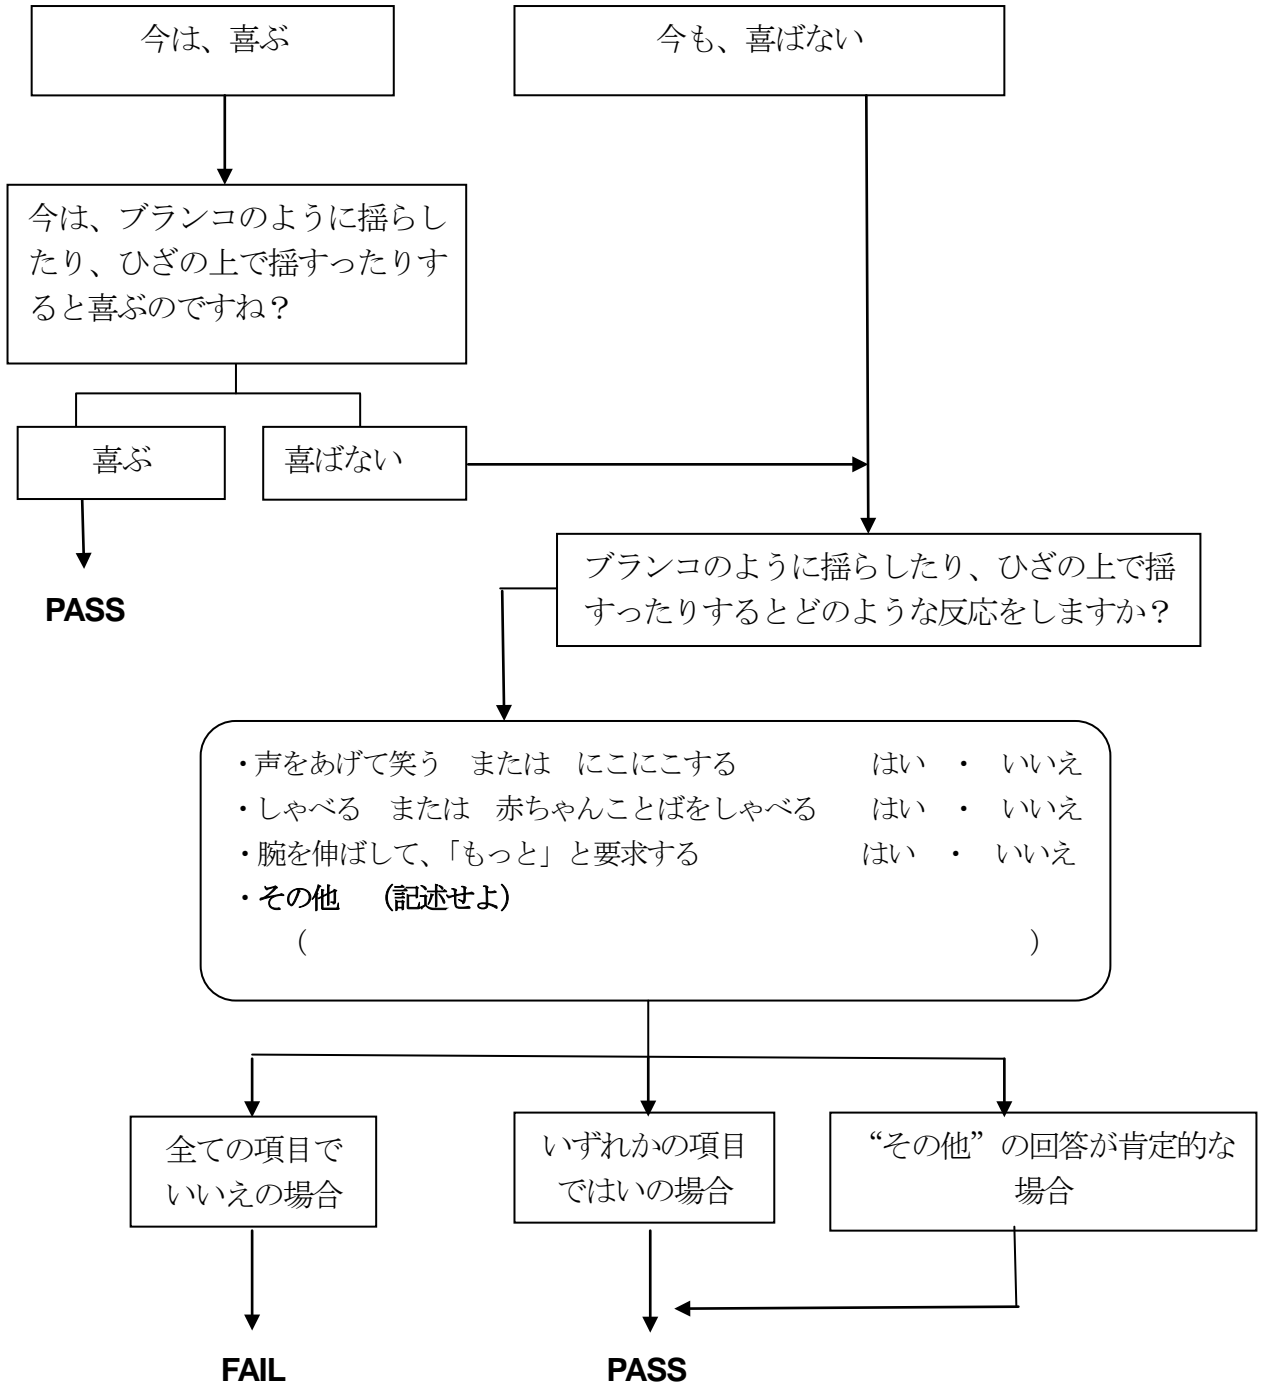 今は、喜ぶ
今も、喜ばない
今は、ブランコのように揺らし
たり、ひざの上で揺すったりす
ると喜ぶのですね？
喜ぶ
喜ばない
PASS
ブランコのように揺らしたり、ひざの上で揺
すったりするとどのような反応をしますか？
・声をあげて笑う　または　にこにこする　はい　・　いいえ
・しゃべる　または　赤ちゃんことばをしゃべる　はい　・　いいえ
・腕を伸ばして、「もっと」と要求する　はい　・　いいえ
・その他　（記述せよ）
（　　　）
全ての項目で
いいえの場合
いずれかの項目
ではいの場合
“その他”の回答が肯定的な
場合
FAIL
PASS